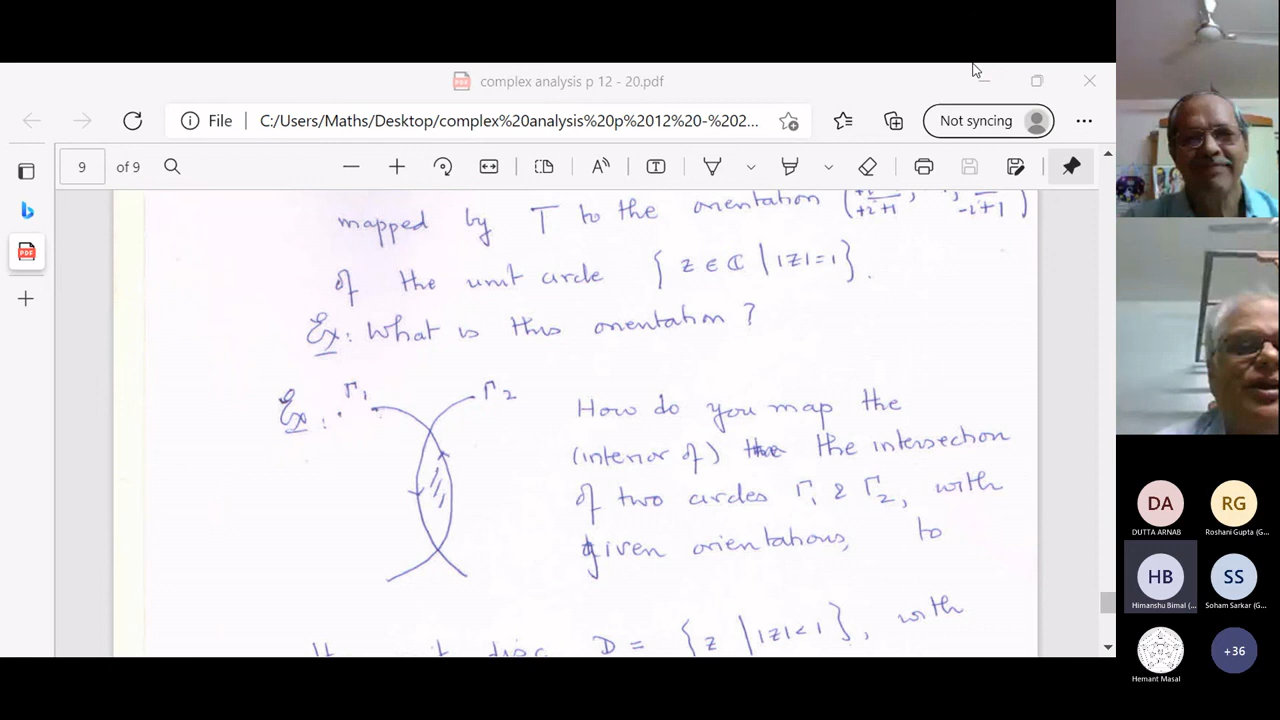 complex analysis p 12 - 20.pdf
File
C:/Users/Maths/Desktop/complex%20analysis%20p%2012%20-%202...
Not syncing
9 of 9
mapped by T to the orientation ( +i+1 , , -i+1 )
of the unit circle { z ∈ ℂ | |z|=1 }.
Ex: What is this orientation ?
Ex: Γ1 Γ2
How do you map the
(interior of) the intersection
of two circles Γ1 & Γ2, with
given orientations, to
D = { z | |z|<1 }, with
DA
RG
DUTTA ARNAB
Roshani Gupta (G...
HB
SS
Himanshu Bimal (...
Soham Sarkar (G...
+36
Hemant Masal